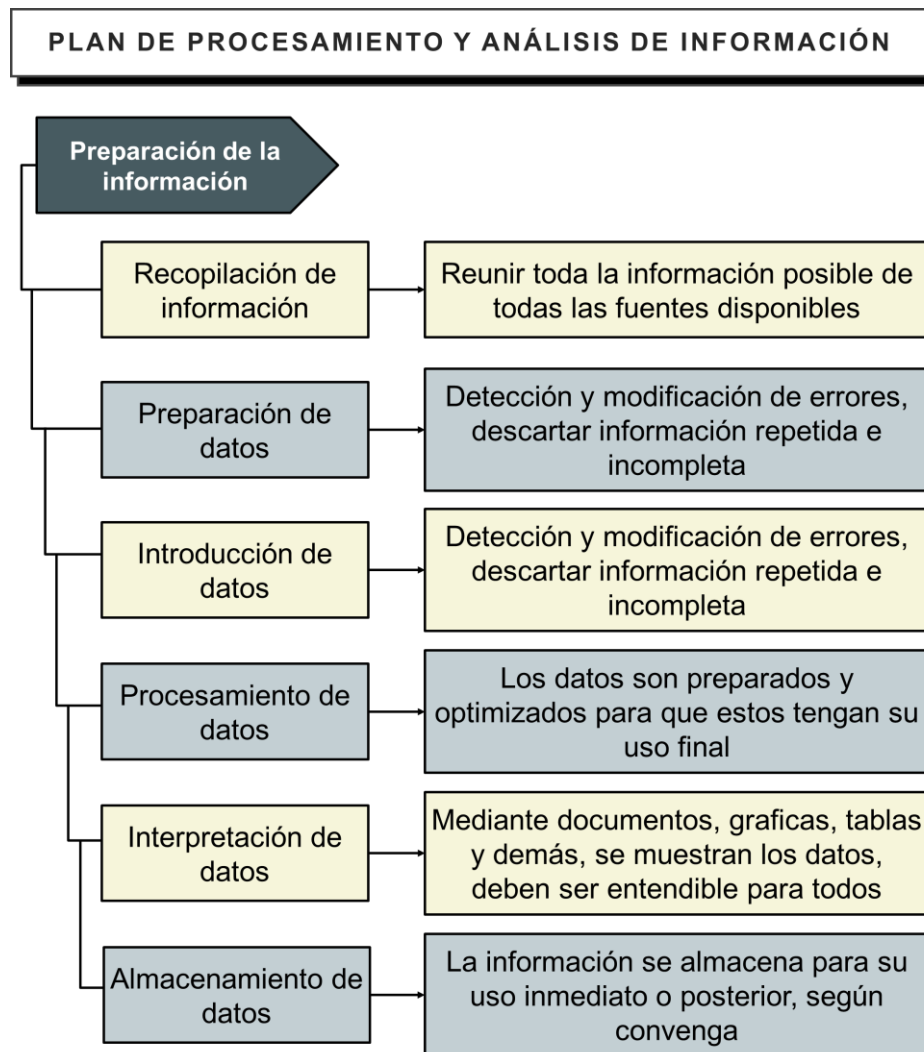 PLAN DE PROCESAMIENTO Y ANÁLISIS DE INFORMACIÓN
Preparación de la
información
Recopilación de
información
Reunir toda la información posible de
todas las fuentes disponibles
Preparación de
datos
Detección y modificación de errores,
descartar información repetida e
incompleta
Introducción de
datos
Detección y modificación de errores,
descartar información repetida e
incompleta
Procesamiento de
datos
Los datos son preparados y
optimizados para que estos tengan su
uso final
Interpretación de
datos
Mediante documentos, graficas, tablas
y demás, se muestran los datos,
deben ser entendible para todos
Almacenamiento de
datos
La información se almacena para su
uso inmediato o posterior, según
convenga